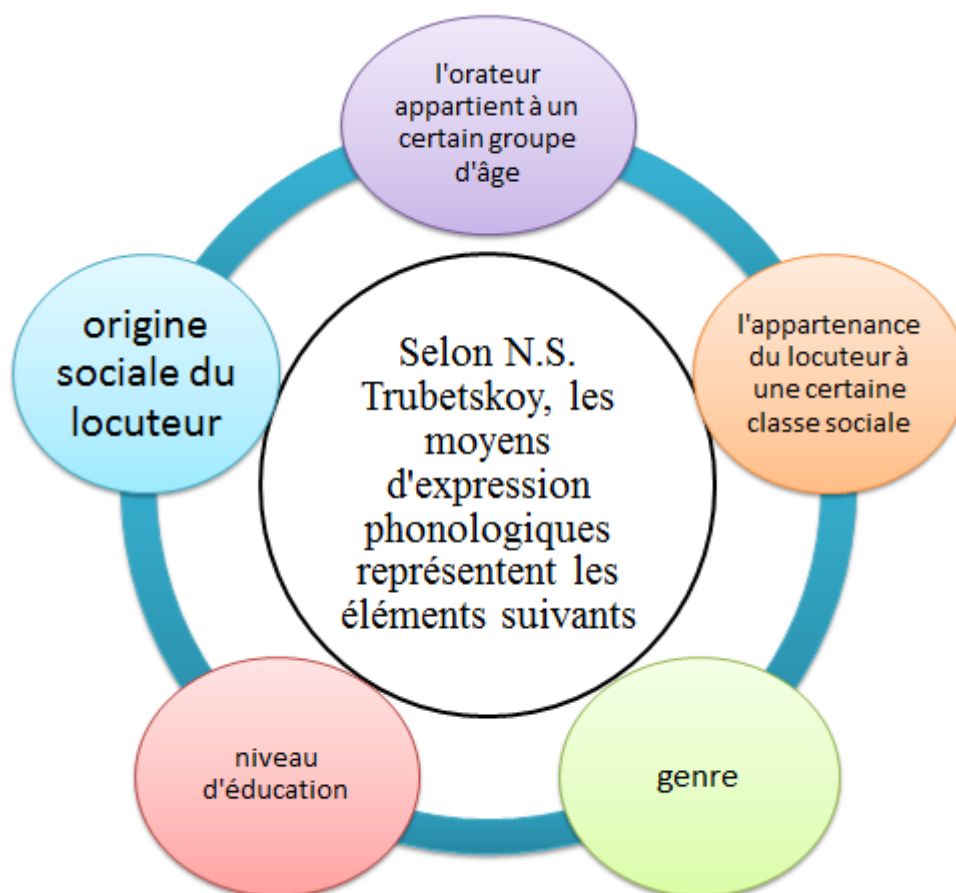 l'orateur
appartient à un
certain groupe
d'âge
origine
sociale du
locuteur
l'appartenance
du locuteur à
une certaine
classe sociale
Selon N.S.
Trubetskoy, les
moyens
d'expression
phonologiques
représentent les
éléments suivants
niveau
d'éducation
genre